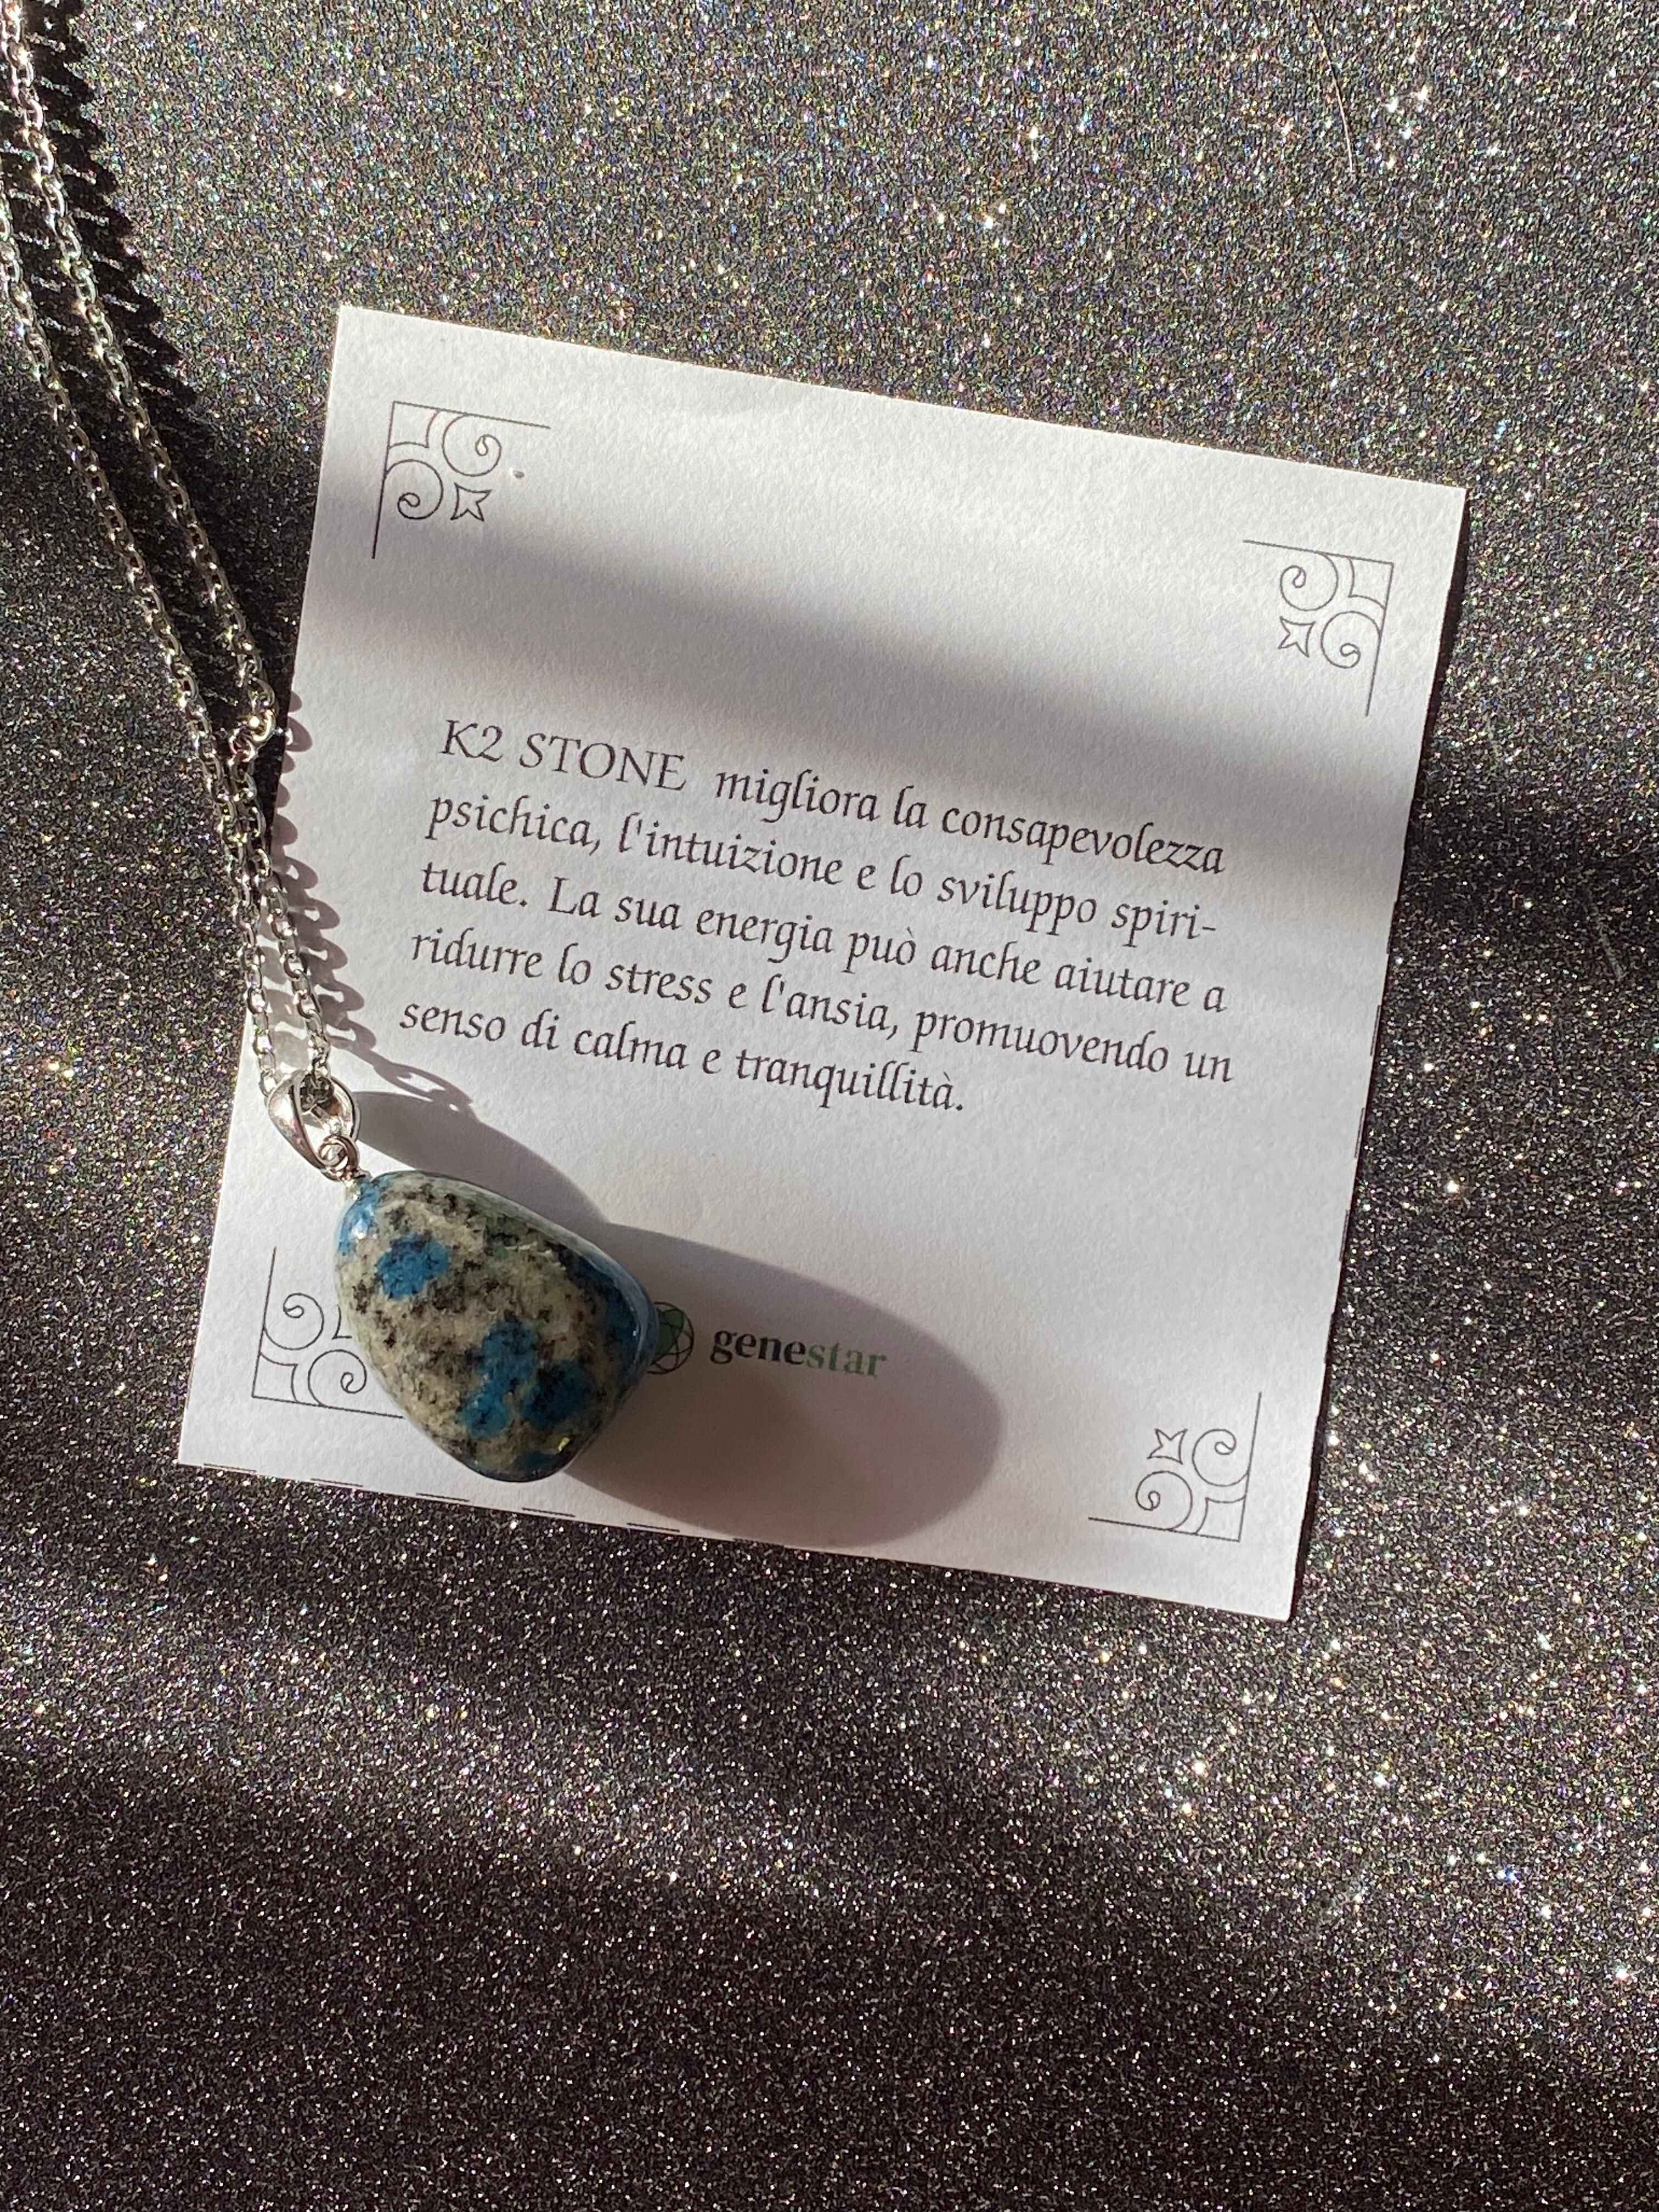 K2 STONE migliora la consapevolezza
psichica, l'intuizione e lo sviluppo spiri-
tuale. La sua energia può anche aiutare a
ridurre lo stress e l'ansia, promuovendo un
senso di calma e tranquillità.
genestar